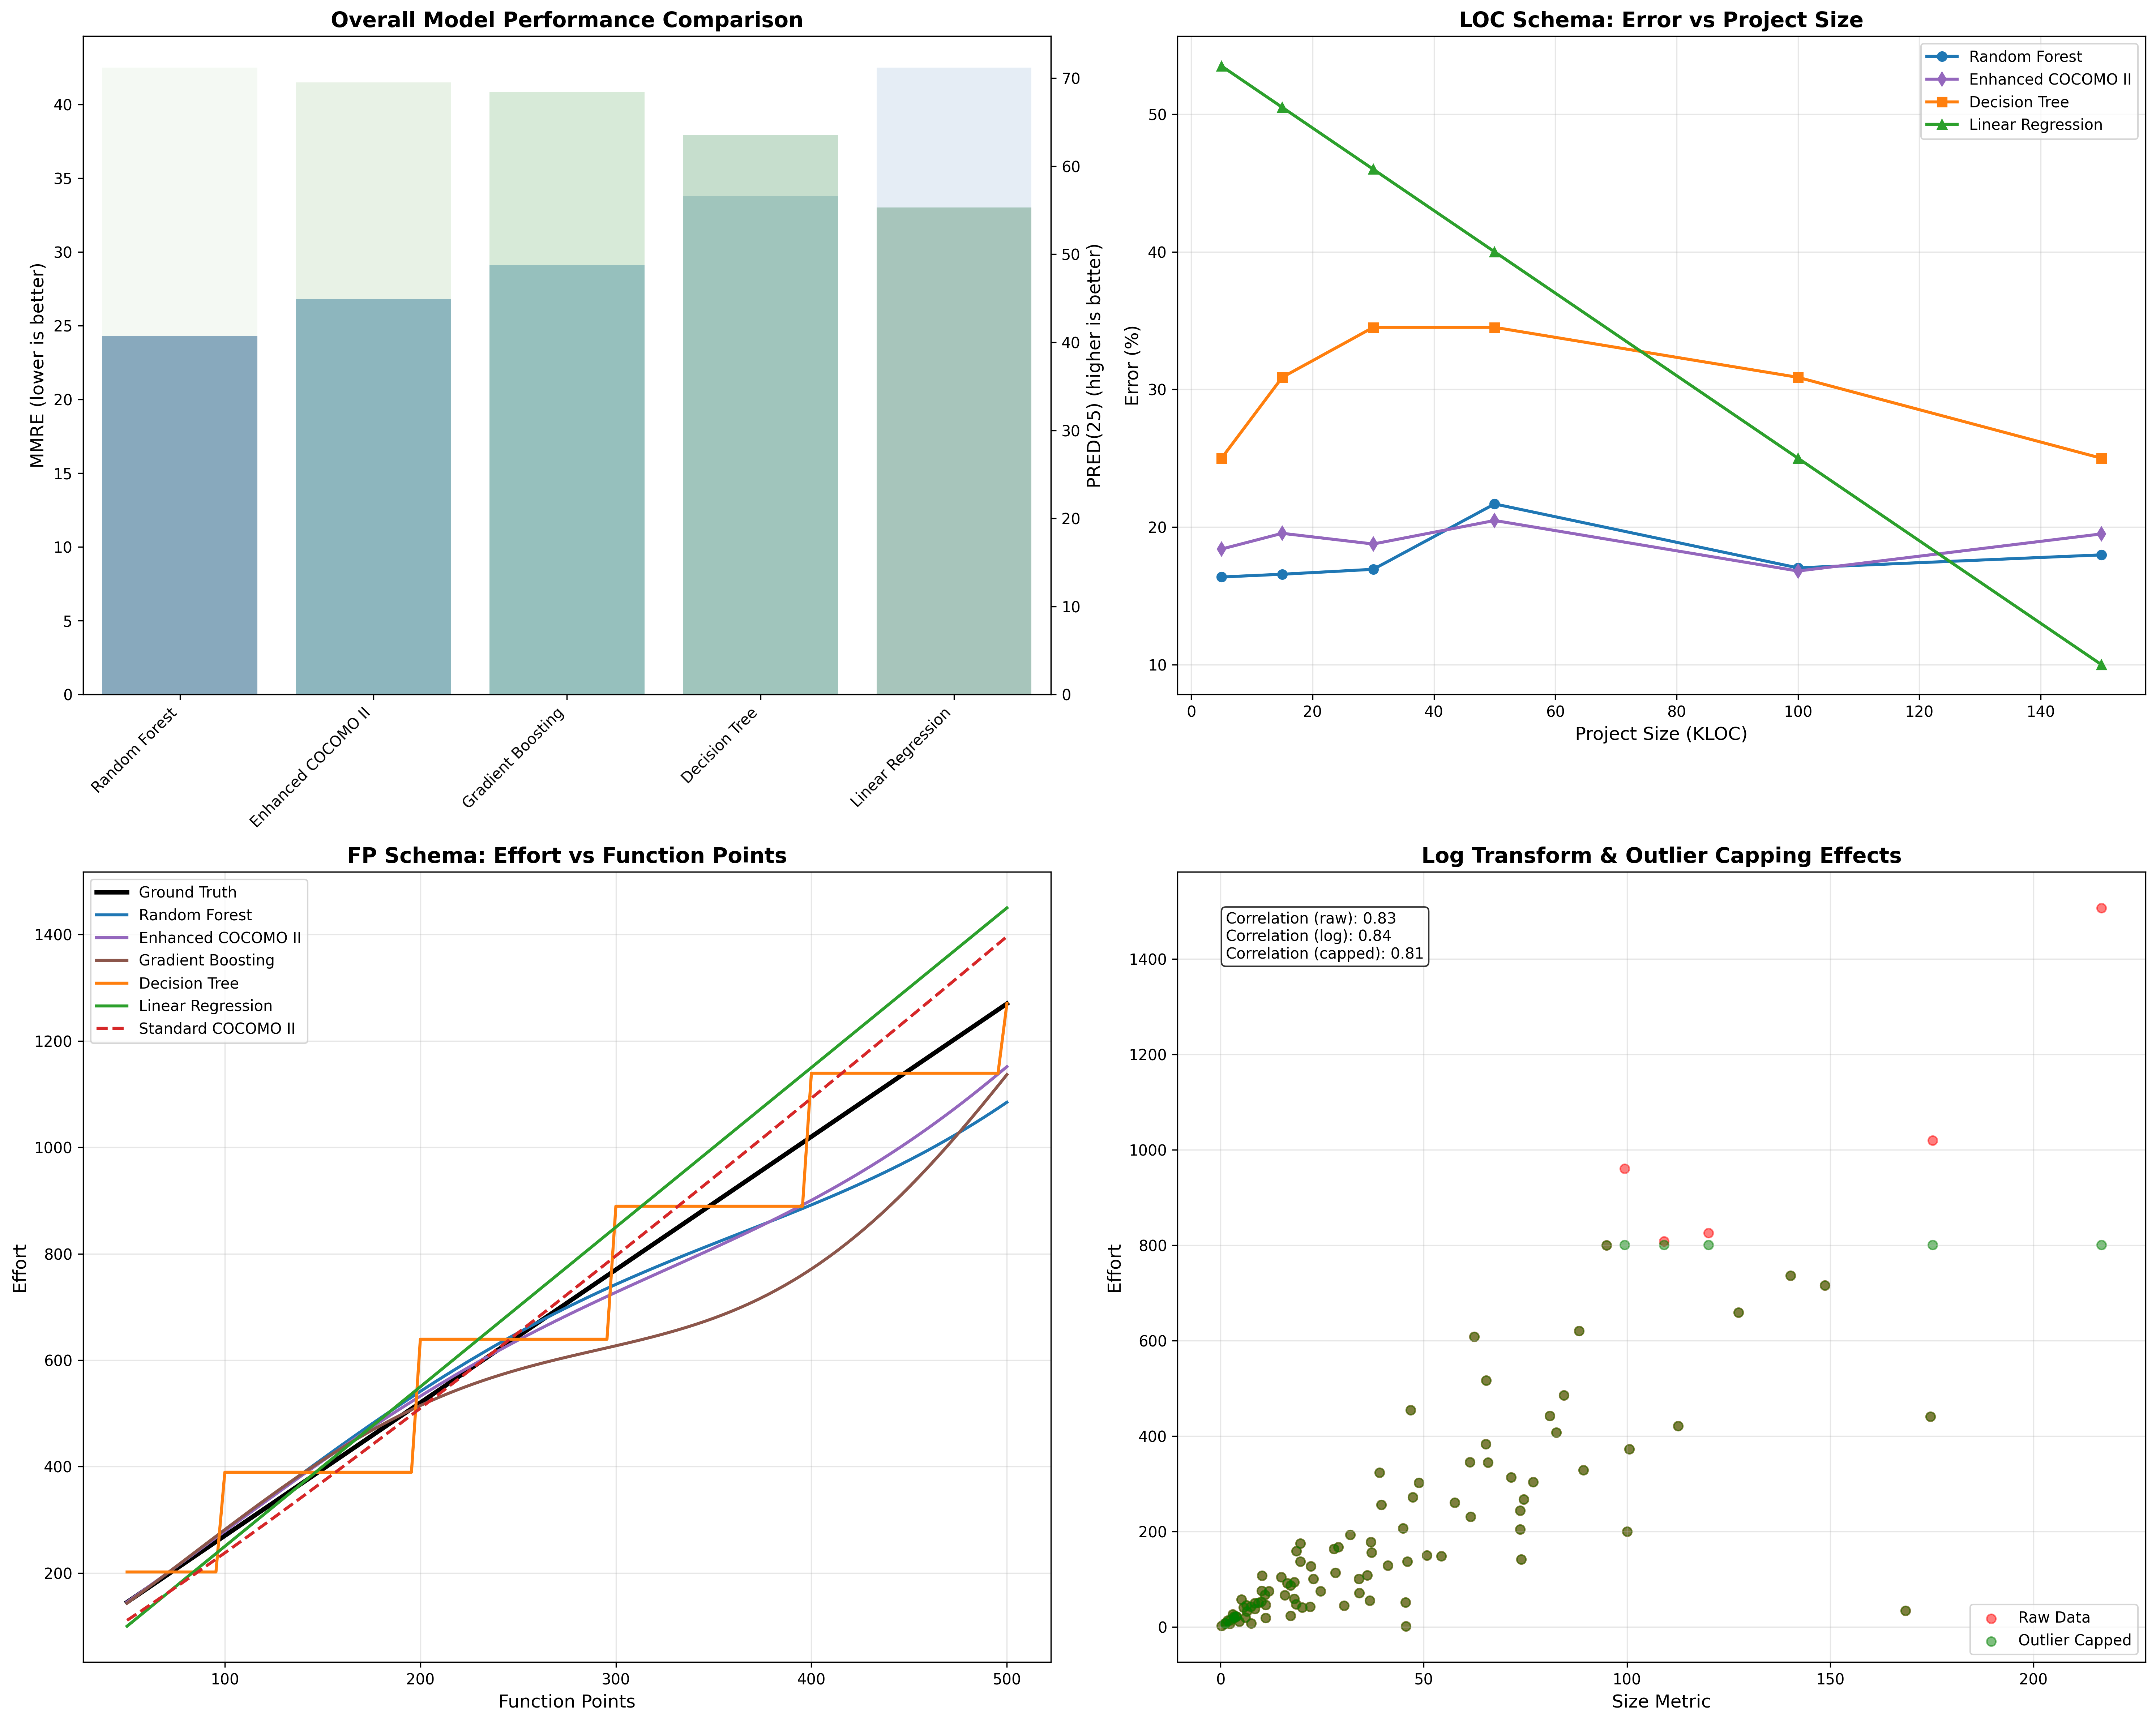 Overall Model Performance Comparison
MMRE (lower is better)
0
5
10
15
20
25
30
35
40
PRED(25) (higher is better)
0
10
20
30
40
50
60
70
Random Forest
Enhanced COCOMO II
Gradient Boosting
Decision Tree
Linear Regression
LOC Schema: Error vs Project Size
Random Forest
Enhanced COCOMO II
Decision Tree
Linear Regression
Error (%)
10
20
30
40
50
0
20
40
60
80
100
120
140
Project Size (KLOC)
FP Schema: Effort vs Function Points
Ground Truth
Random Forest
Enhanced COCOMO II
Gradient Boosting
Decision Tree
Linear Regression
Standard COCOMO II
Effort
200
400
600
800
1000
1200
1400
100
200
300
400
500
Function Points
Log Transform & Outlier Capping Effects
Correlation (raw): 0.83
Correlation (log): 0.84
Correlation (capped): 0.81
Effort
0
200
400
600
800
1000
1200
1400
Raw Data
Outlier Capped
0
50
100
150
200
Size Metric